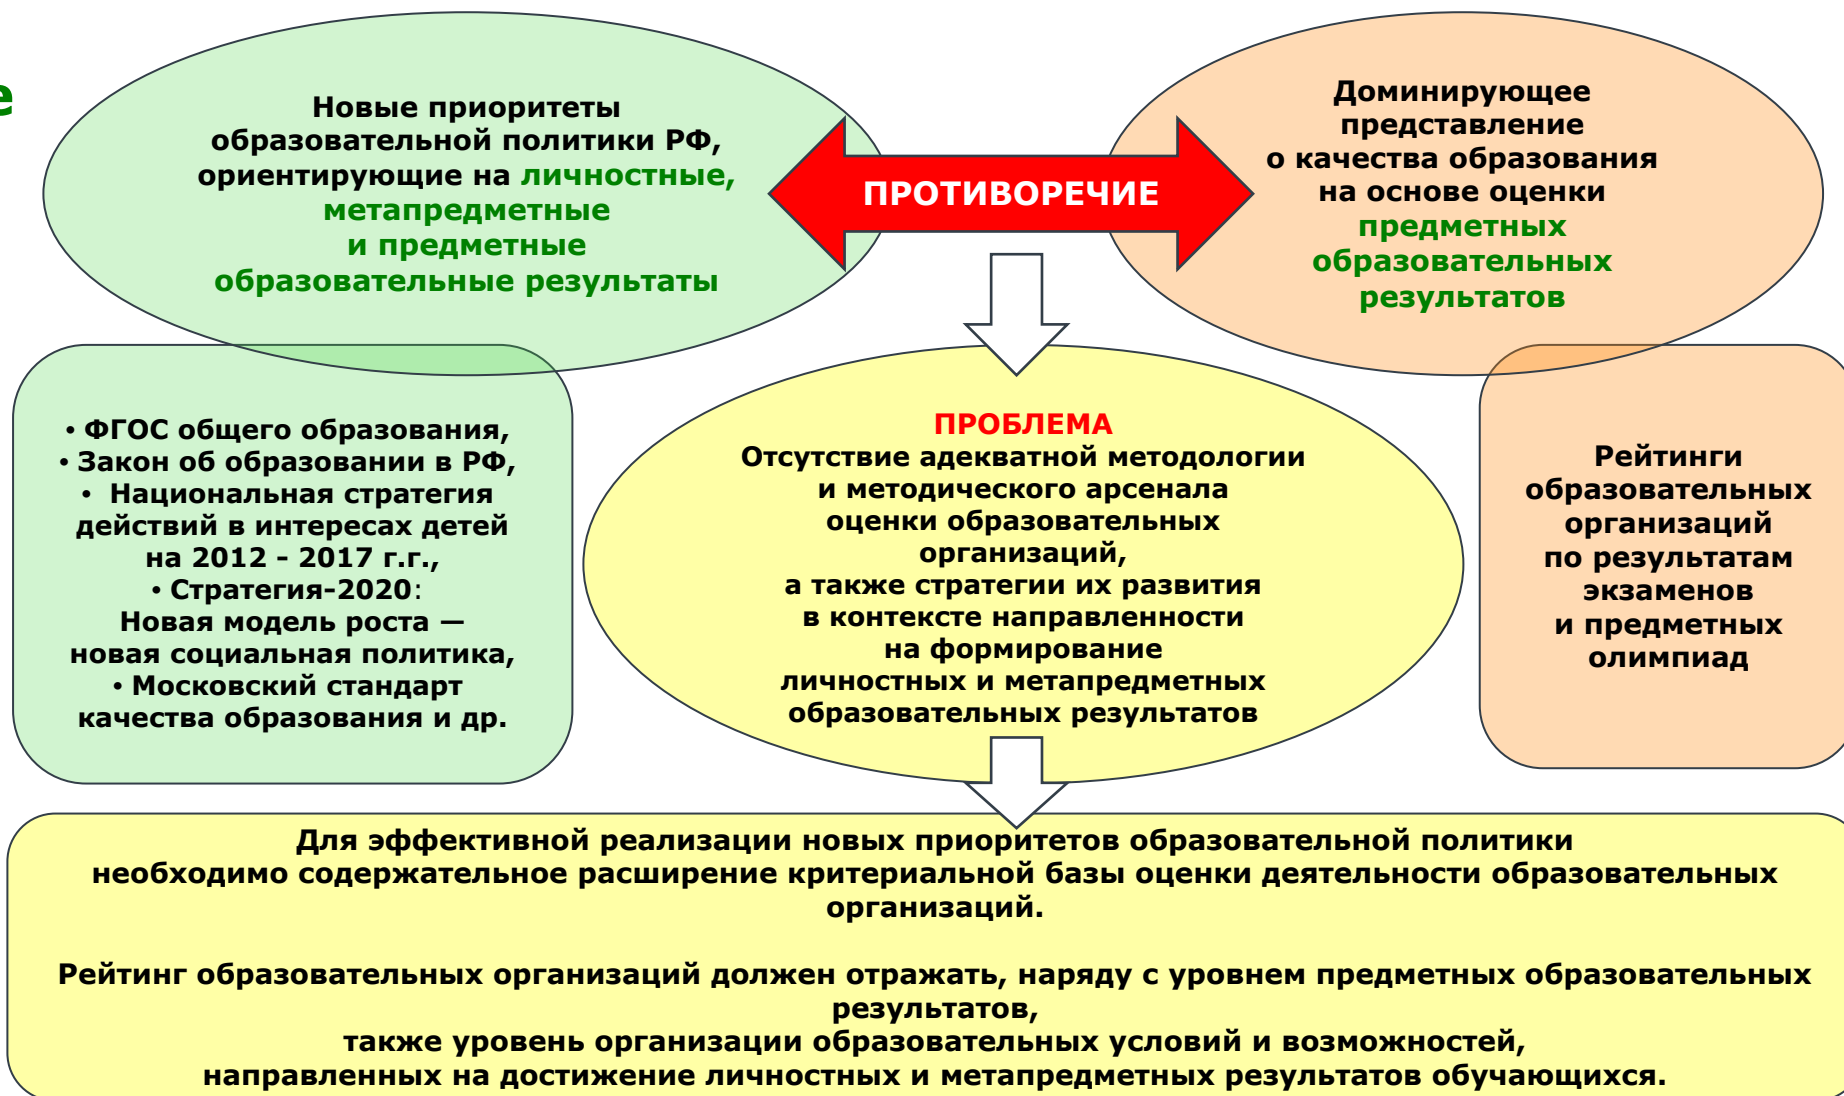 е
Новые приоритеты
образовательной политики РФ,
ориентирующие на личностные,
метапредметные
и предметные
образовательные результаты
ПРОТИВОРЕЧИЕ
Доминирующее
представление
о качества образования
на основе оценки
предметных
образовательных
результатов
• ФГОС общего образования,
• Закон об образовании в РФ,
• Национальная стратегия
действий в интересах детей
на 2012 - 2017 г.г.,
• Стратегия-2020:
Новая модель роста —
новая социальная политика,
• Московский стандарт
качества образования и др.
ПРОБЛЕМА
Отсутствие адекватной методологии
и методического арсенала
оценки образовательных
организаций,
а также стратегии их развития
в контексте направленности
на формирование
личностных и метапредметных
образовательных результатов
Рейтинги
образовательных
организаций
по результатам
экзаменов
и предметных
олимпиад
Для эффективной реализации новых приоритетов образовательной политики
необходимо содержательное расширение критериальной базы оценки деятельности образовательных
организаций.
Рейтинг образовательных организаций должен отражать, наряду с уровнем предметных образовательных
результатов,
также уровень организации образовательных условий и возможностей,
направленных на достижение личностных и метапредметных результатов обучающихся.